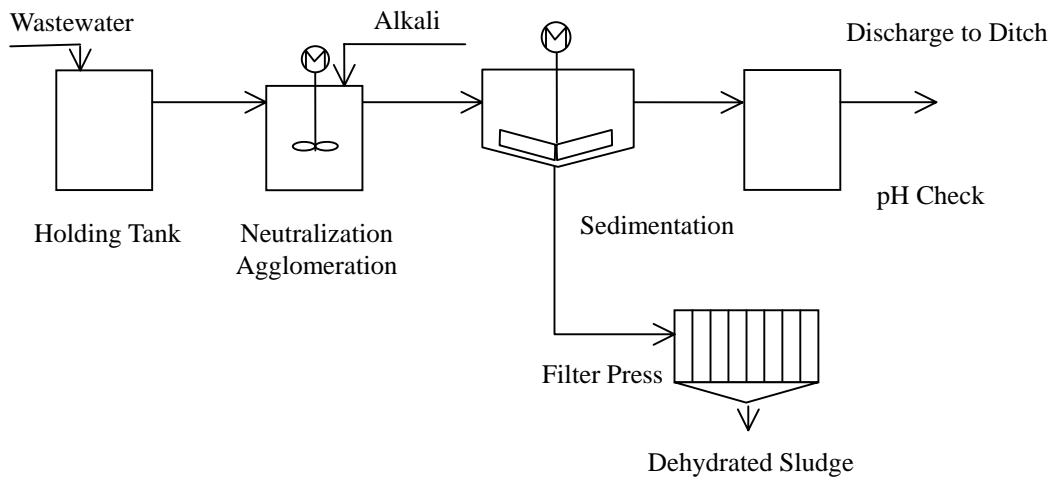 Wastewater
Alkali
Discharge to Ditch
M
M
pH Check
Holding Tank
Neutralization
Agglomeration
Sedimentation
Filter Press
Dehydrated Sludge